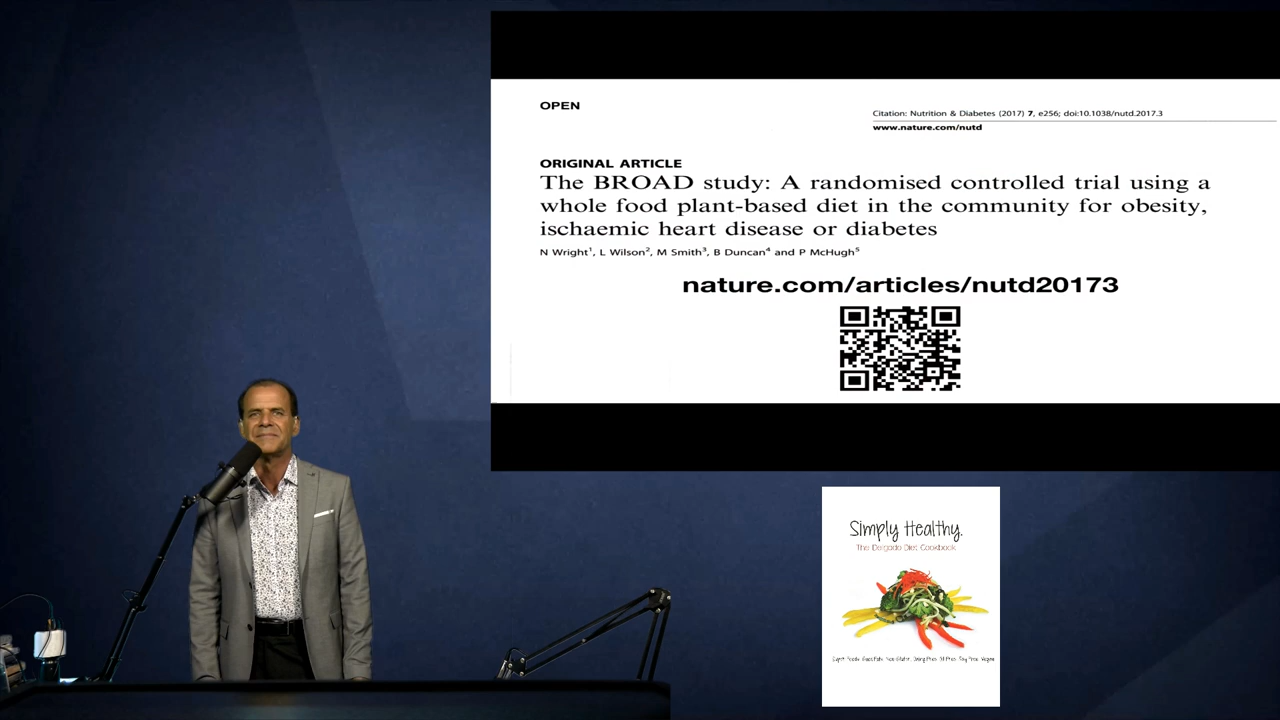 OPEN
Citation: Nutrition & Diabetes (2017) 7, e256; doi:10.1038/nutd.2017.3
www.nature.com/nutd
ORIGINAL ARTICLE
The BROAD study: A randomised controlled trial using a
whole food plant-based diet in the community for obesity,
ischaemic heart disease or diabetes
N Wright¹, L Wilson², M Smith³, B Duncan⁴ and P McHugh⁵
nature.com/articles/nutd20173
Simply Healthy.
The Delgado Diet Cookbook